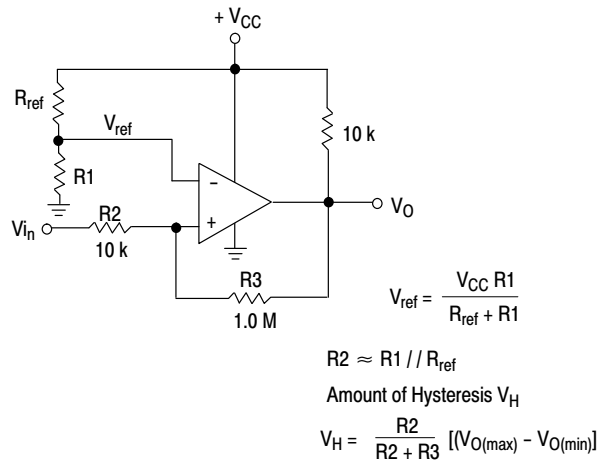 + VCC
Rref
Vref
10 k
R1
−
+
VO
Vin
R2
10 k
R3
1.0 M
Vref = VCC R1 / Rref + R1
R2 ≈ R1 // Rref
Amount of Hysteresis VH
VH = R2 / R2 + R3 [(VO(max) − VO(min)]